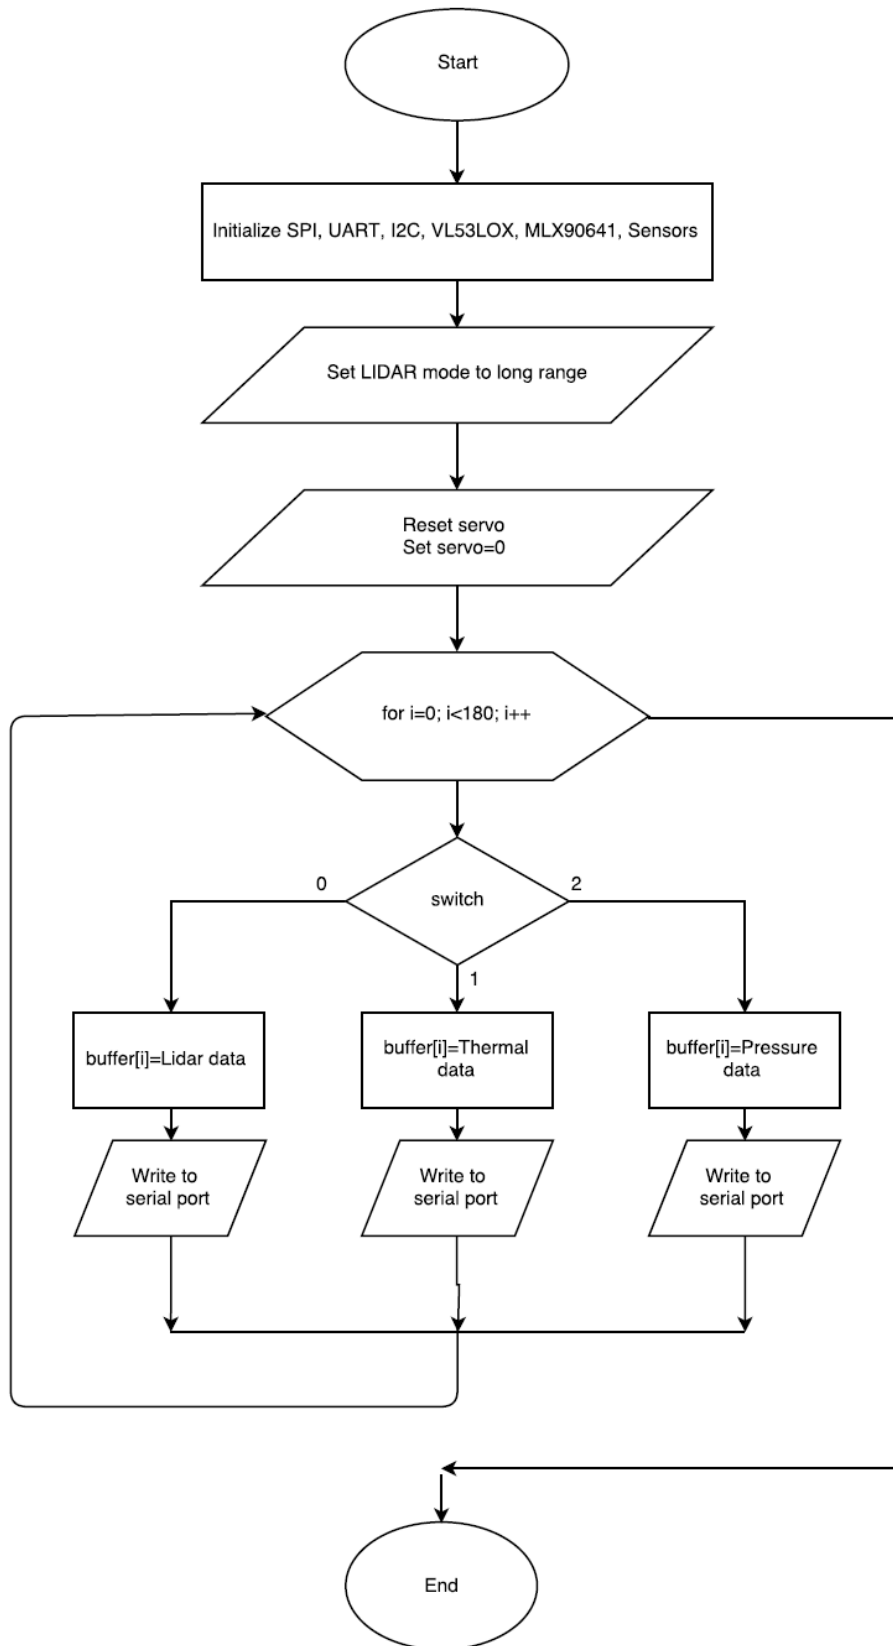 Start
Initialize SPI, UART, I2C, VL53LOX, MLX90641, Sensors
Set LIDAR mode to long range
Reset servo
Set servo=0
for i=0; i<180; i++
0
switch
2
1
buffer[i]=Lidar data
buffer[i]=Thermal
data
buffer[i]=Pressure
data
Write to
serial port
Write to
serial port
Write to
serial port
End